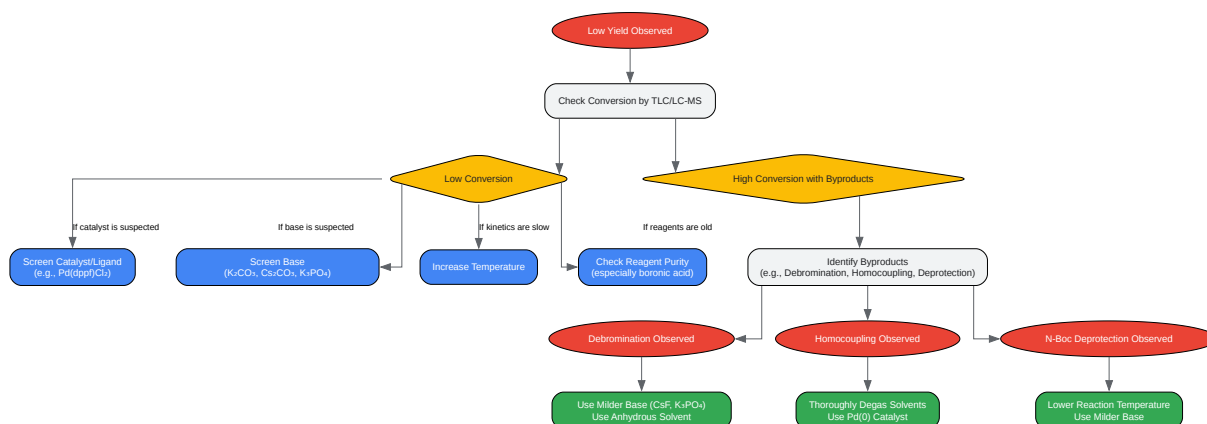 Low Yield Observed
Check Conversion by TLC/LC-MS
Low Conversion
High Conversion with Byproducts
If catalyst is suspected
If base is suspected
If kinetics are slow
If reagents are old
Screen Catalyst/Ligand
(e.g., Pd(dppf)Cl₂)
Screen Base
(K₂CO₃, Cs₂CO₃, K₃PO₄)
Increase Temperature
Check Reagent Purity
(especially boronic acid)
Identify Byproducts
(e.g., Debromination, Homocoupling, Deprotection)
Debromination Observed
Homocoupling Observed
N-Boc Deprotection Observed
Use Milder Base (CsF, K₃PO₄)
Use Anhydrous Solvent
Thoroughly Degas Solvents
Use Pd(0) Catalyst
Lower Reaction Temperature
Use Milder Base